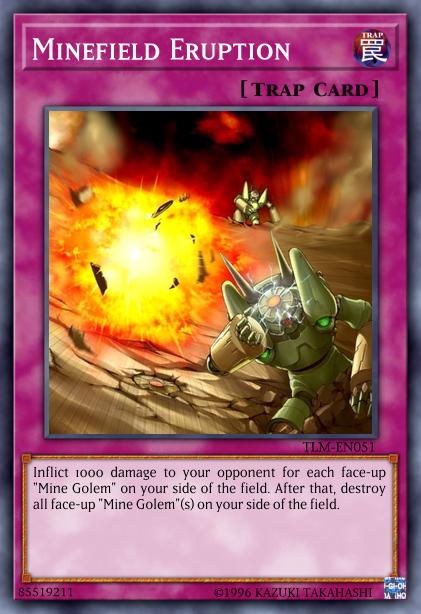 Minefield Eruption
TRAP
罠
[Trap Card]
TLM-EN051
Inflict 1000 damage to your opponent for each face-up
"Mine Golem" on your side of the field. After that, destroy
all face-up "Mine Golem"(s) on your side of the field.
85519211
©1996 KAZUKI TAKAHASHI